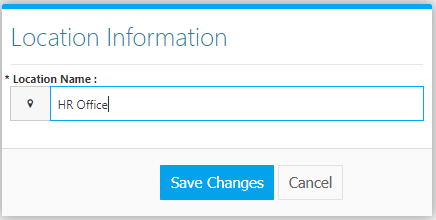 Location Information
* Location Name :
HR Office
Save Changes Cancel